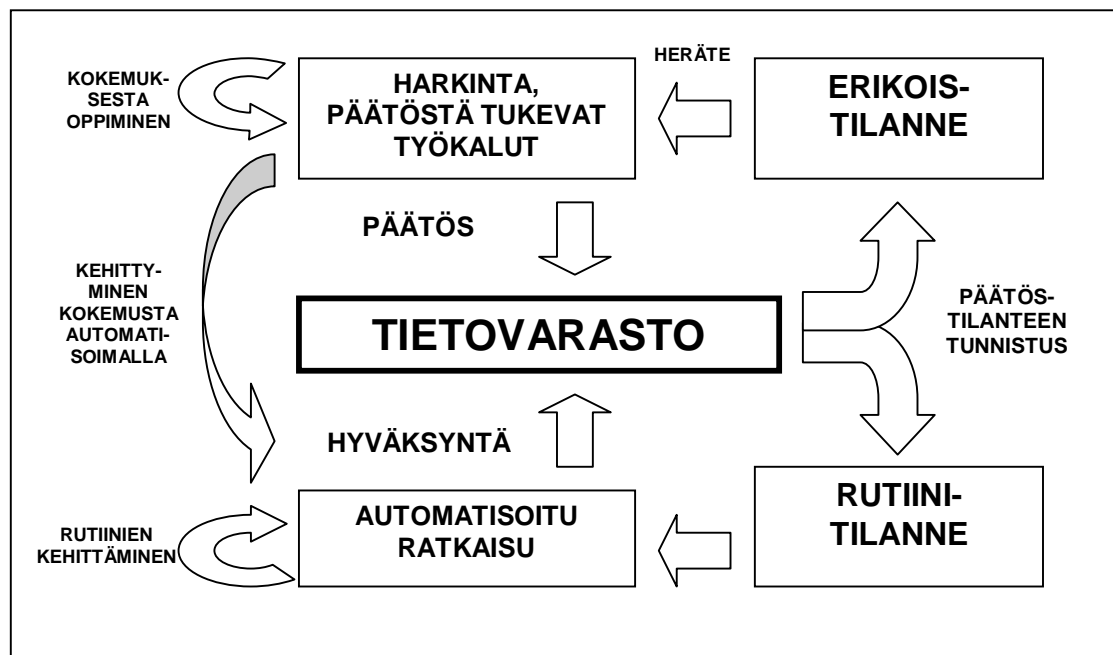 KOKEMUK-
SESTA
OPPIMINEN
HARKINTA,
PÄÄTÖSTÄ TUKEVAT
TYÖKALUT
HERÄTE
ERIKOIS-
TILANNE
PÄÄTÖS
KEHITTY-
MINEN
KOKEMUSTA
AUTOMATI-
SOIMALLA
TIETOVARASTO
PÄÄTÖS-
TILANTEEN
TUNNISTUS
HYVÄKSYNTÄ
RUTIINIEN
KEHITTÄMINEN
AUTOMATISOITU
RATKAISU
RUTIINI-
TILANNE